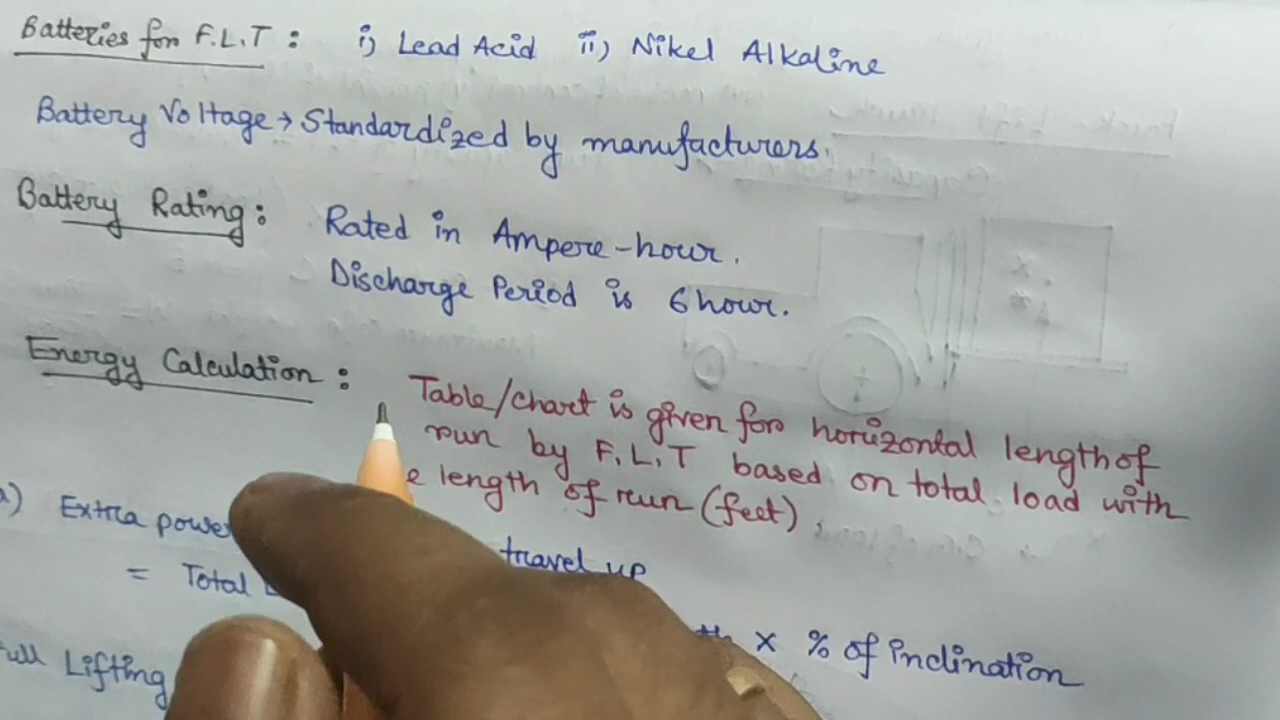 Batteries for F.L.T : i) Lead Acid ii) Nikel Alkaline
Battery Voltage → Standardized by manufacturers.
Battery Rating : Rated in Ampere-hour.
Discharge Period is 6 hour.
Energy Calculation : Table/chart is given for horizontal length of
run by F.L.T based on total load with
length of run (feet),
a) Extra power travel up
= Total
x % of inclination
Full Lifting